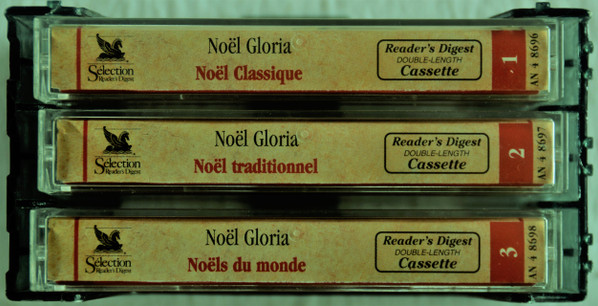 Sélection
Reader's Digest
Noël Gloria
Noël Classique
Reader's Digest
DOUBLE-LENGTH
Cassette
1
AN 4 8696
Sélection
Reader's Digest
Noël Gloria
Noël traditionnel
Reader's Digest
DOUBLE-LENGTH
Cassette
2
AN 4 8697
Sélection
Reader's Digest
Noël Gloria
Noëls du monde
Reader's Digest
DOUBLE-LENGTH
Cassette
3
AN 4 8698